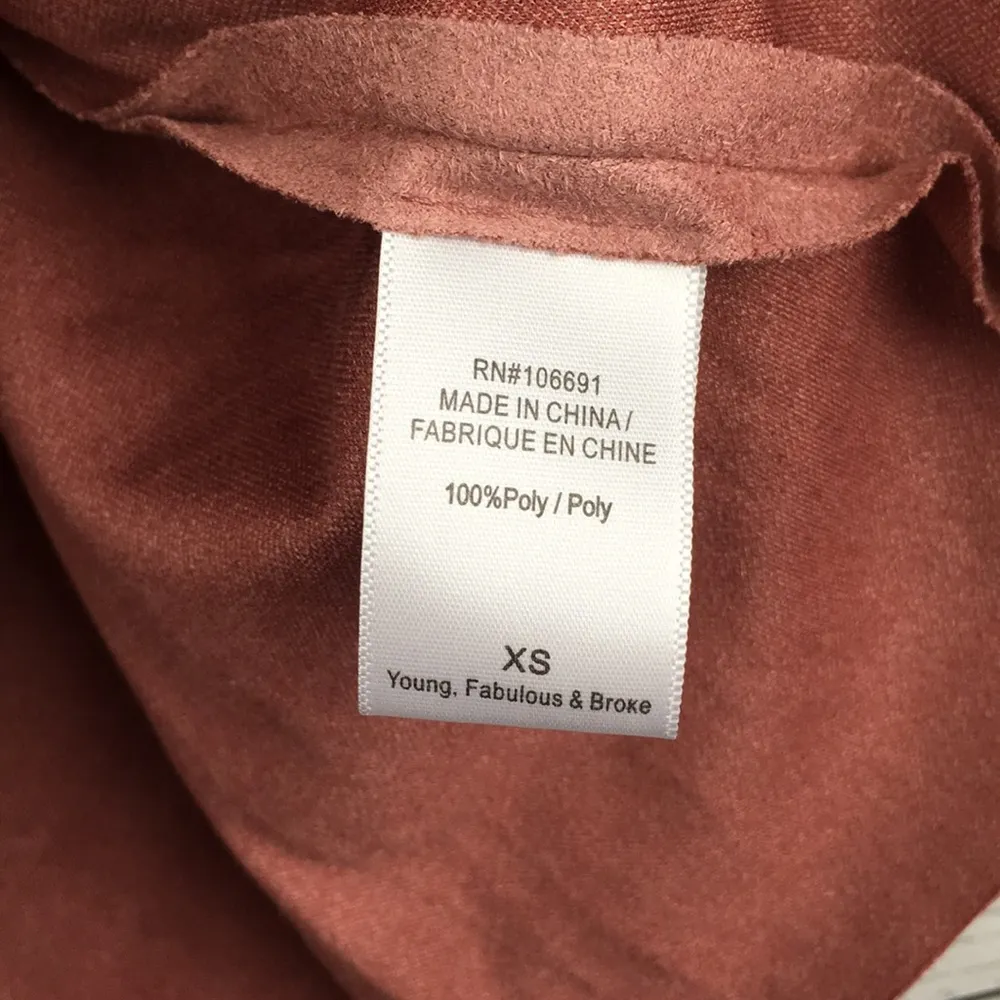 RN#106691
MADE IN CHINA/
FABRIQUE EN CHINE
100%Poly / Poly
XS
Young, Fabulous & Broke